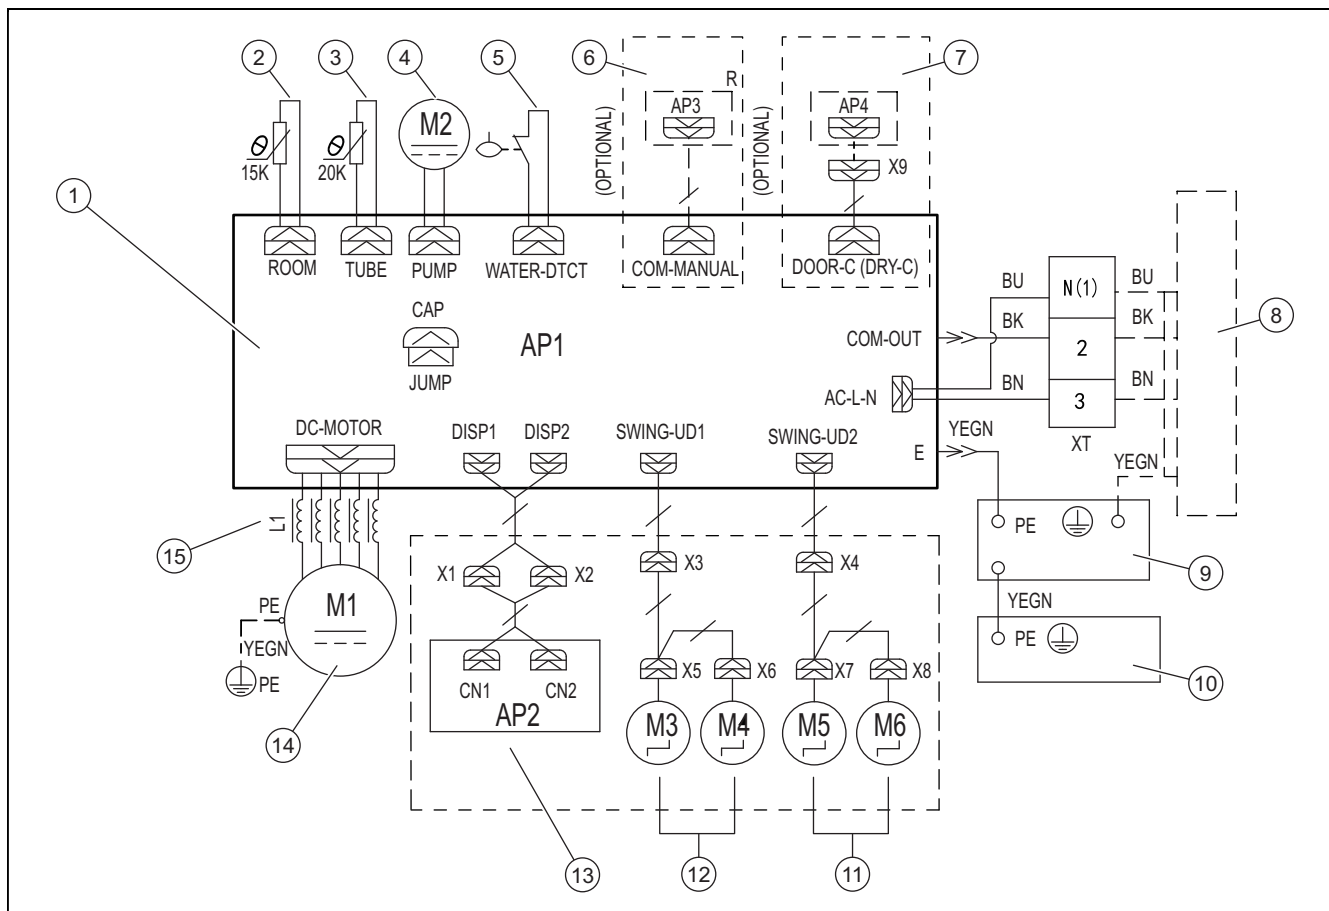 2
3
4
5
6
7
R
AP3
AP4
M2
(OPTIONAL)
(OPTIONAL)
θ
15K
θ
20K
X9
1
ROOM
TUBE
PUMP
WATER-DTCT
COM-MANUAL
DOOR-C (DRY-C)
BU
N(1)
BU
CAP
JUMP
AP1
COM-OUT
BK
2
BK
8
AC-L-N
BN
3
BN
XT
DC-MOTOR
DISP1
DISP2
SWING-UD1
SWING-UD2
E
YEGN
YEGN
L1
15
PE
9
X1
X2
X3
X4
M1
PE
YEGN
PE
YEGN
PE
10
CN1
CN2
AP2
X5
X6
X7
X8
M3
M4
M5
M6
14
13
12
11